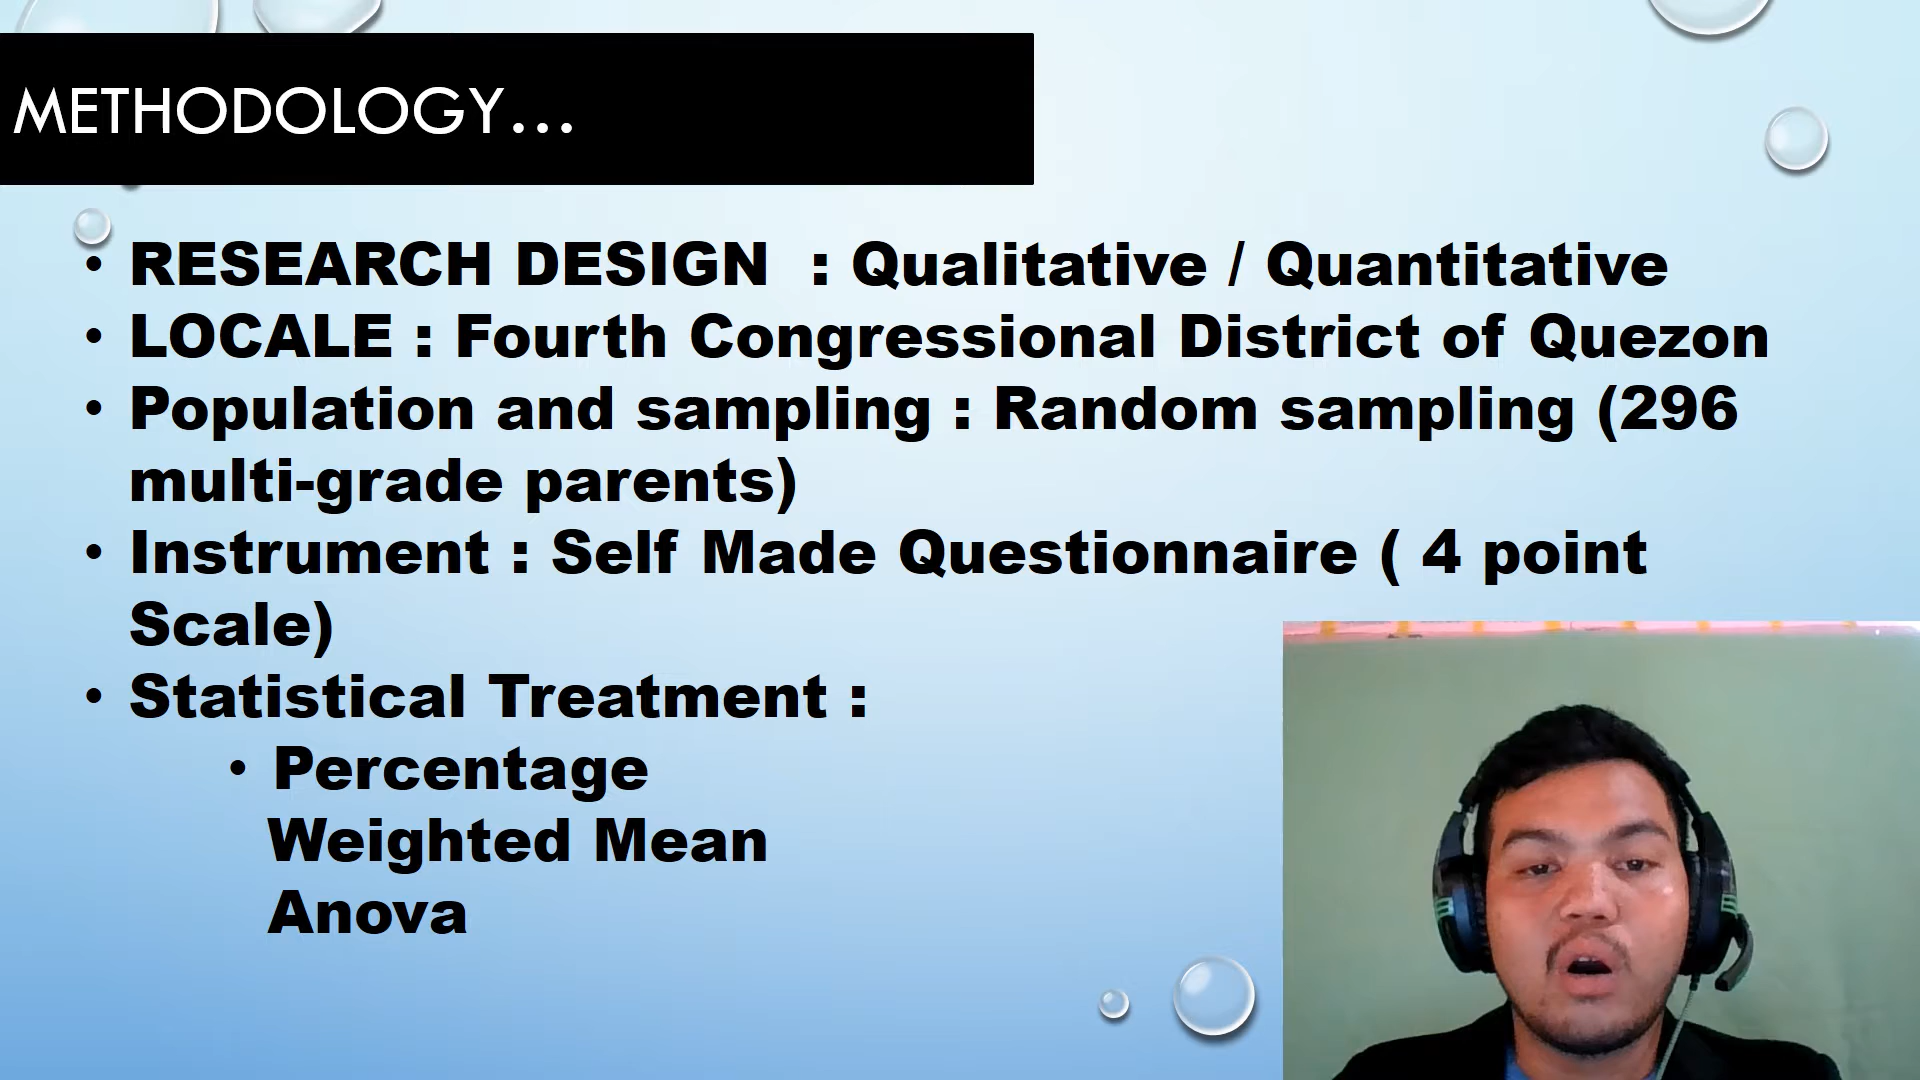 METHODOLOGY...
• RESEARCH DESIGN  : Qualitative / Quantitative
• LOCALE : Fourth Congressional District of Quezon
• Population and sampling : Random sampling (296
multi-grade parents)
• Instrument : Self Made Questionnaire ( 4 point
Scale)
• Statistical Treatment :
• Percentage
Weighted Mean
Anova